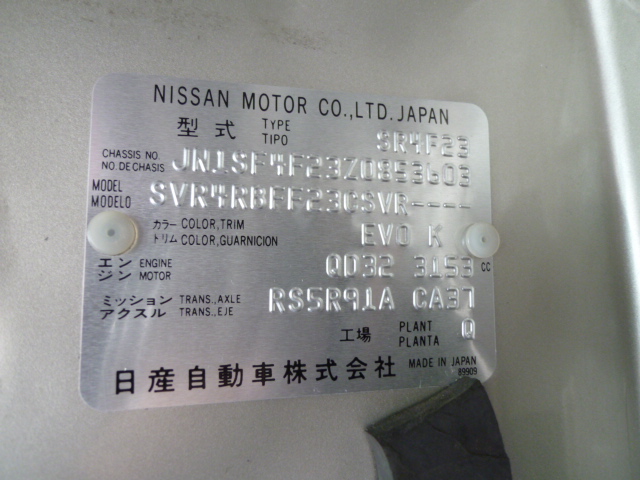 NISSAN MOTOR CO.,LTD. JAPAN
型式 TYPE TIPO SR4F23
CHASSIS NO. NO. DE CHASIS JN1SF4F23Z0853603
MODEL MODELO SVR4RBFF23GSVR----
カラー COLOR,TRIM
トリム COLOR,GUARNICION EVO K
エンジン ENGINE MOTOR QD32 3153 CC
ミッション TRANS.,AXLE
アクスル TRANS.,EJE RS5R91A CA37
工場 PLANT PLANTA Q
日産自動車株式会社 MADE IN JAPAN
89909